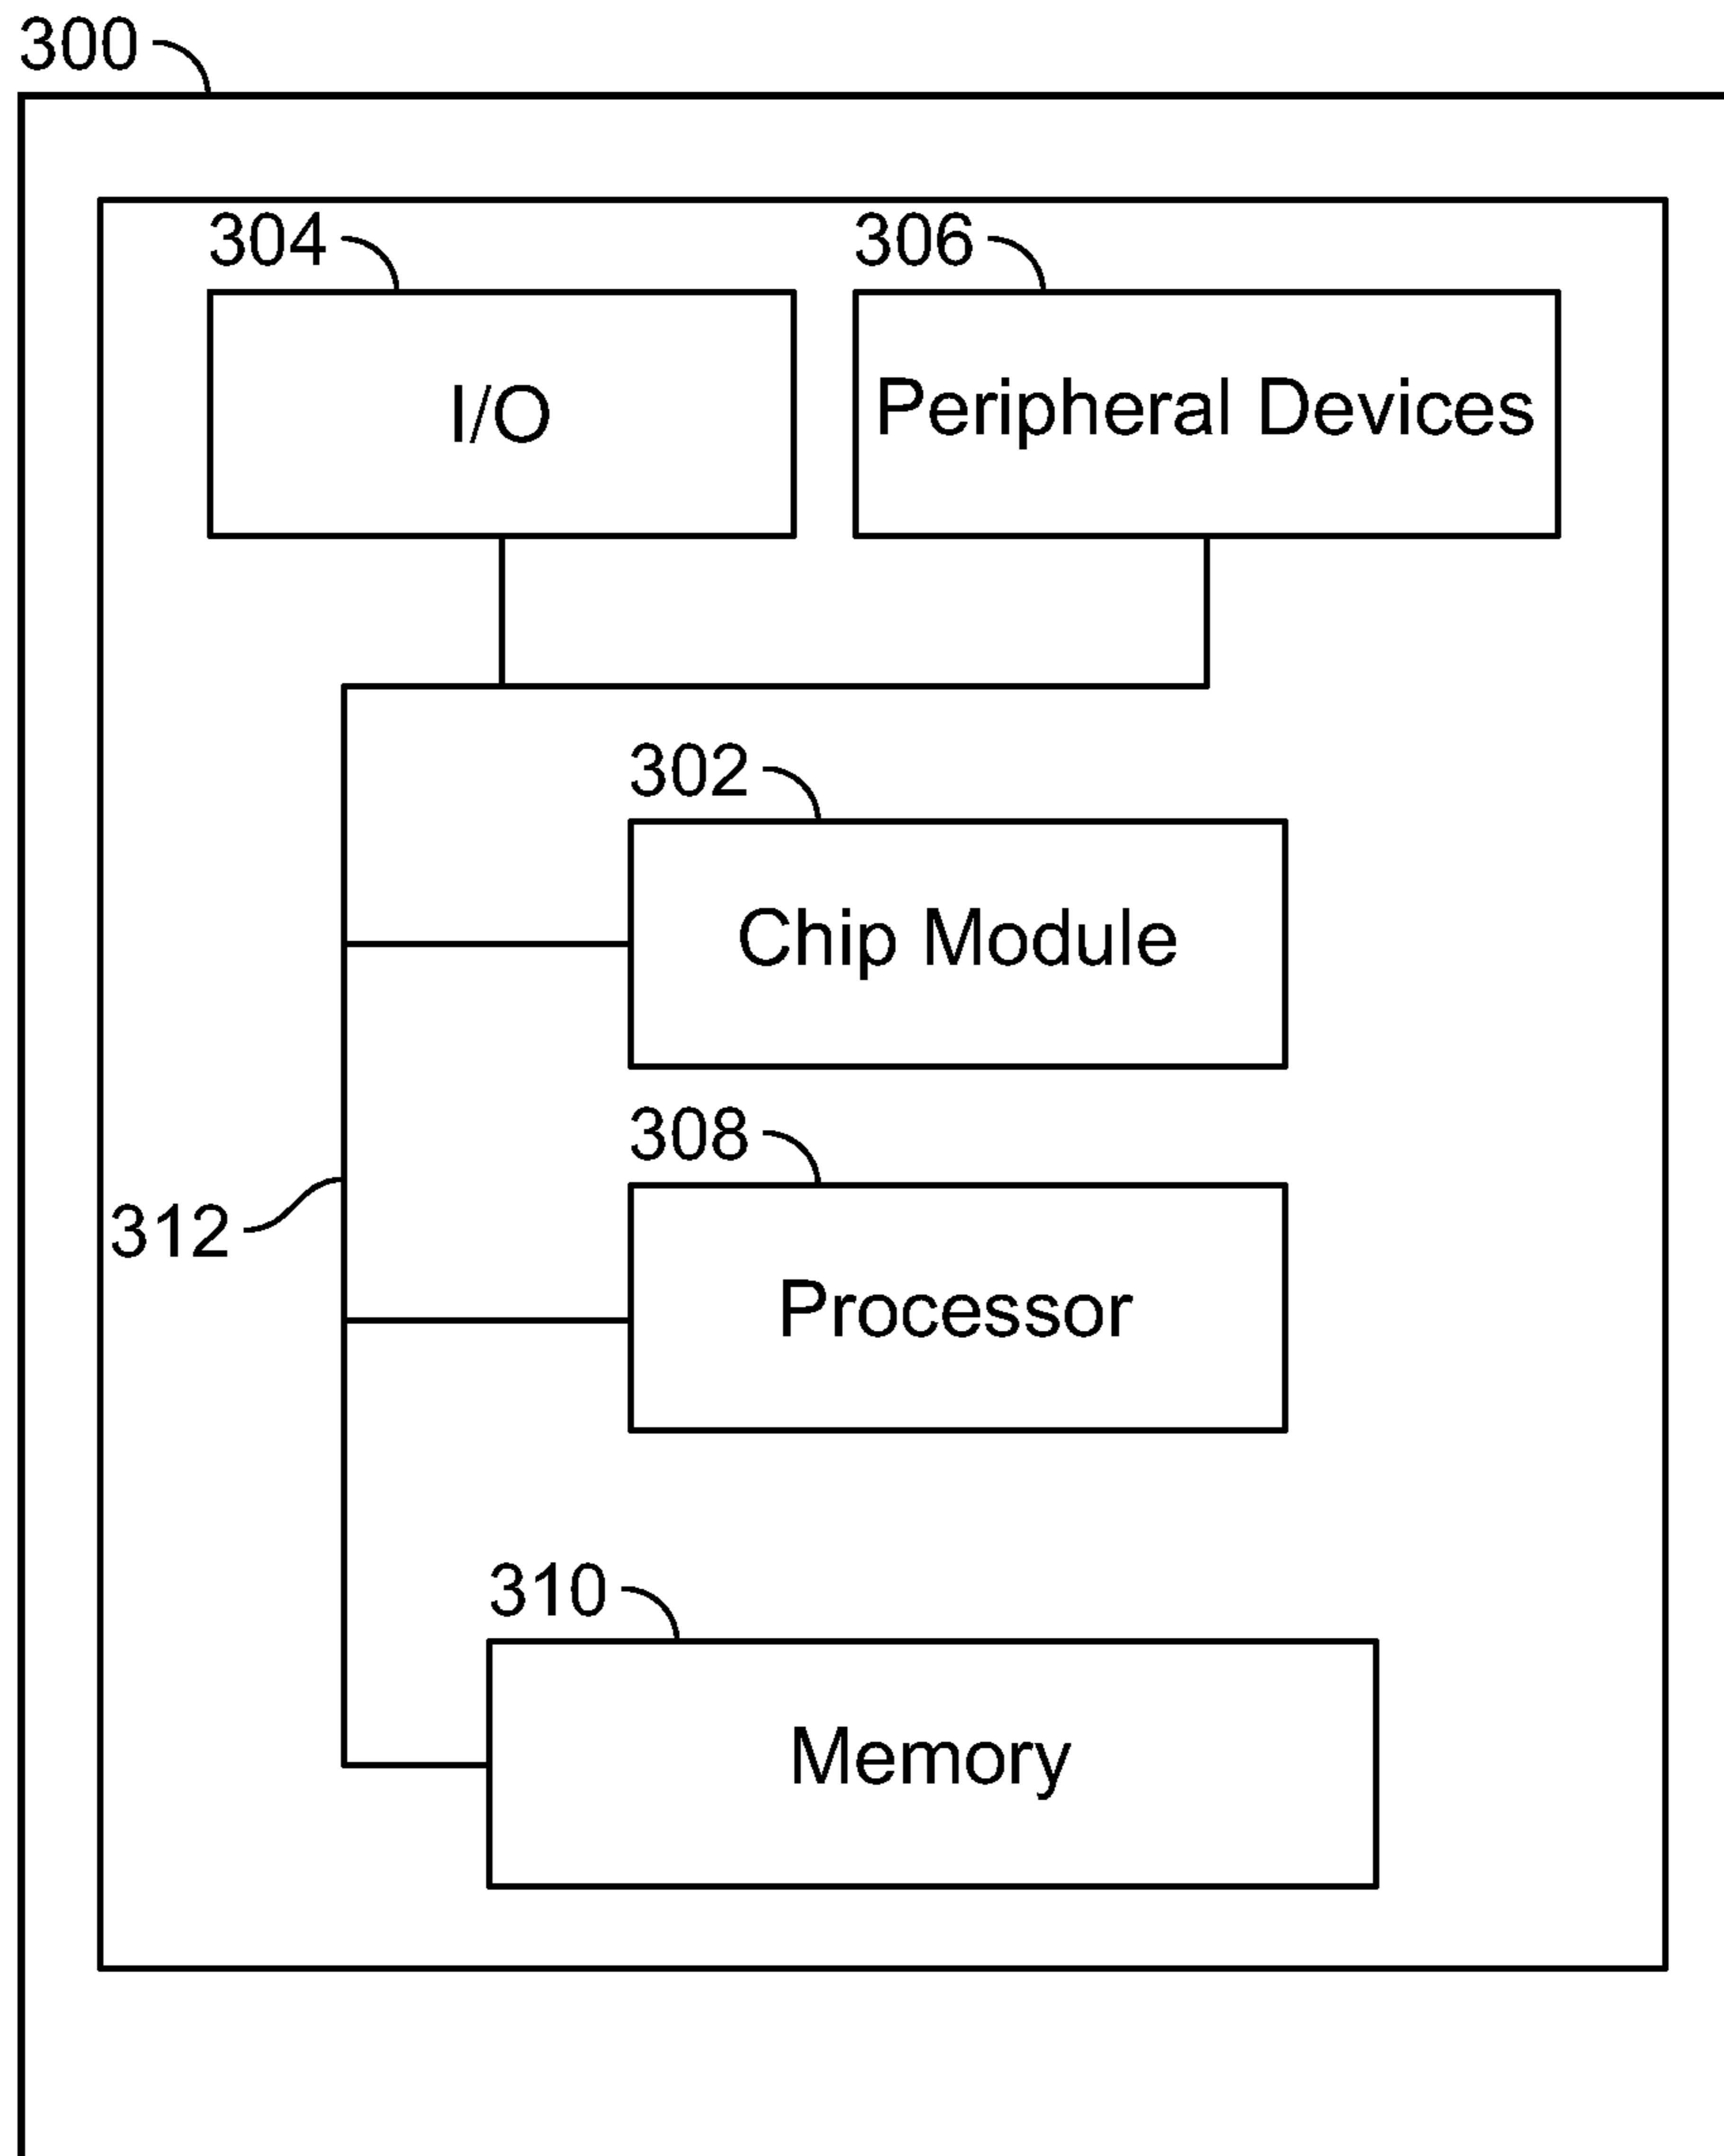 300
304
306
I/O
Peripheral Devices
302
Chip Module
308
312
Processor
310
Memory